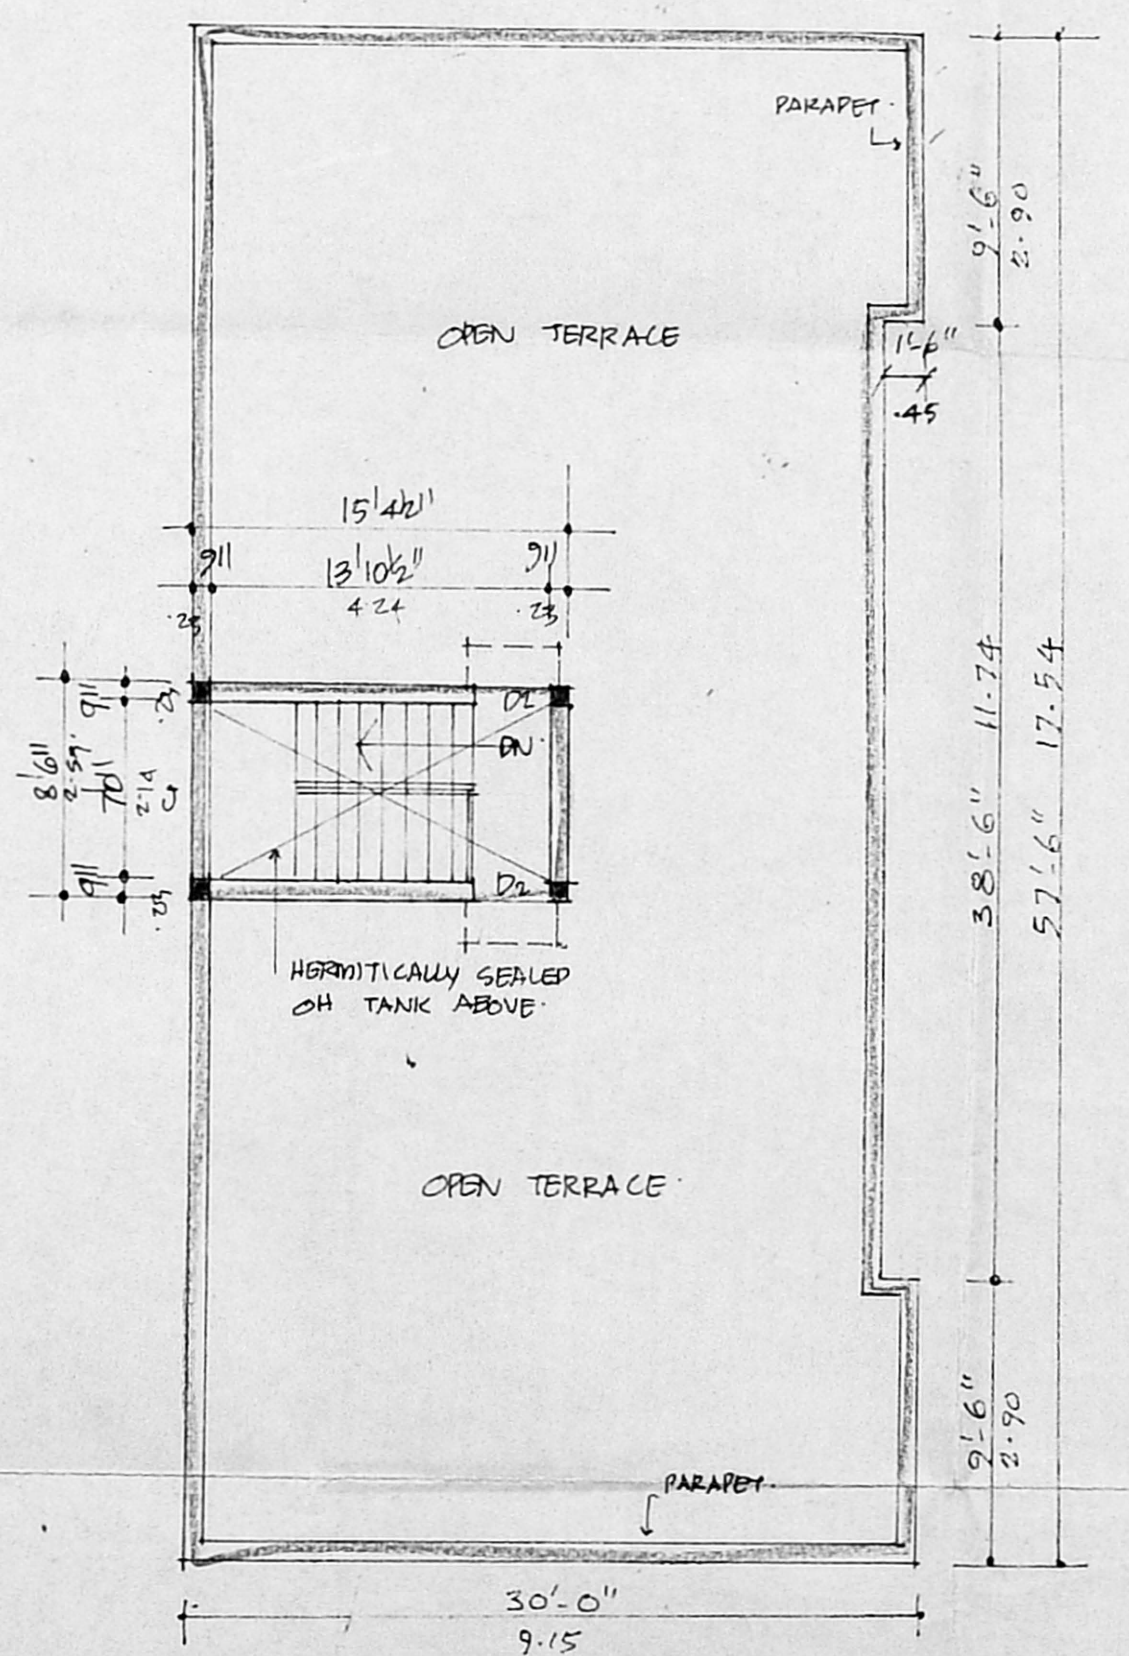 PARAPET.
9'-6"
2.90
OPEN TERRACE
1'-6"
.45
15'4½"
9"
13'10½"
9"
.23
4.24
.23
D2
DN.
9"
.23
8'6"
2.59
7'0"
2.14
38'-6" 11.74
57'-6" 17.54
9"
.23
D2
HERMITICALLY SEALED
OH TANK ABOVE.
OPEN TERRACE.
9'-6"
2.90
PARAPET.
30'-0"
9.15